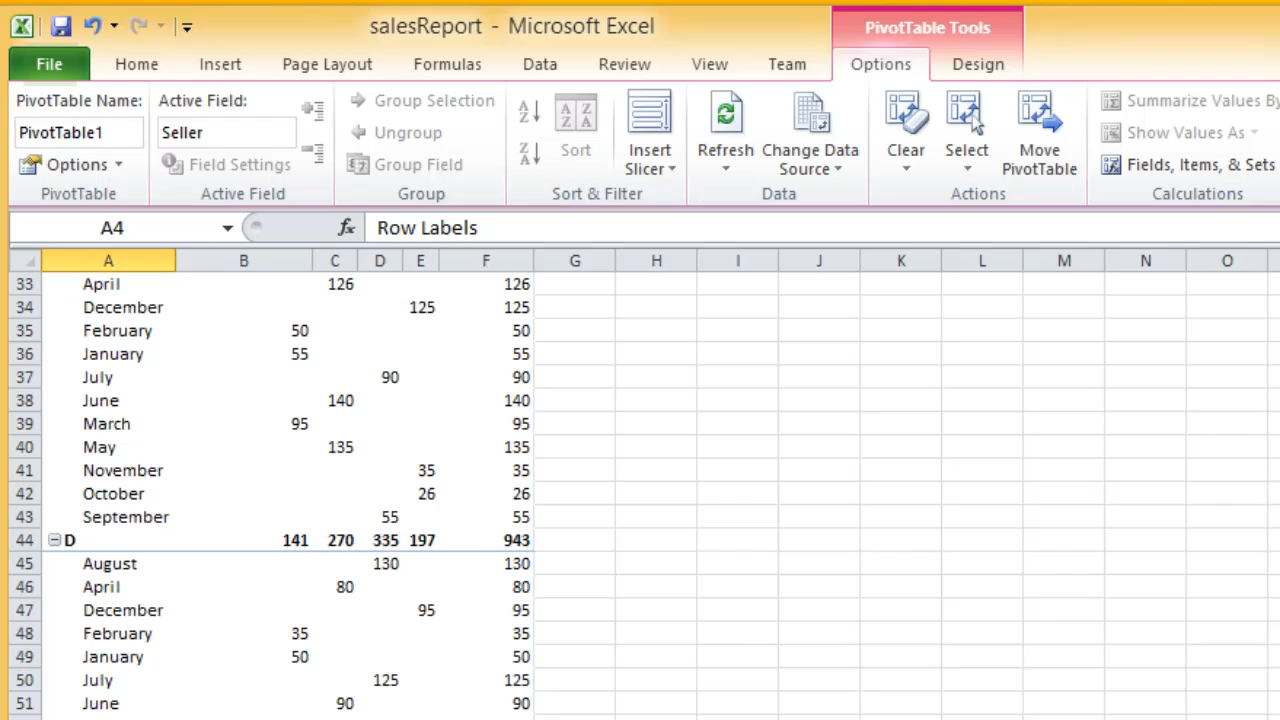 salesReport - Microsoft Excel
PivotTable Tools
File Home Insert Page Layout Formulas Data Review View Team Options Design
PivotTable Name:
PivotTable1
Options
PivotTable
Active Field:
Seller
Field Settings
Active Field
Group Selection
Ungroup
Group Field
Group
A Z
Z A
A Z Z A
Sort
Insert
Slicer
Sort & Filter
Refresh
Change Data
Source
Data
Clear
Select
Move
PivotTable
Actions
Summarize Values By
Show Values As
Fields, Items, & Sets
Calculations
A4 fx Row Labels
A B C D E F G H I J K L M N O
33 April 126 126
34 December 125 125
35 February 50 50
36 January 55 55
37 July 90 90
38 June 140 140
39 March 95 95
40 May 135 135
41 November 35 35
42 October 26 26
43 September 55 55
44 D 141 270 335 197 943
45 August 130 130
46 April 80 80
47 December 95 95
48 February 35 35
49 January 50 50
50 July 125 125
51 June 90 90